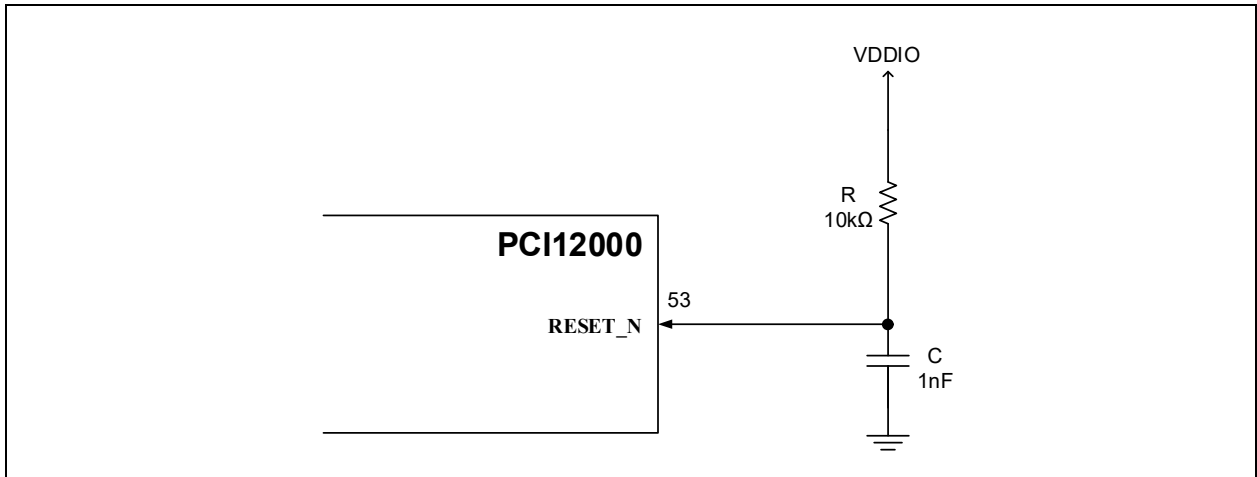 VDDIO
R
10kΩ
PCI12000
53
RESET_N
C
1nF